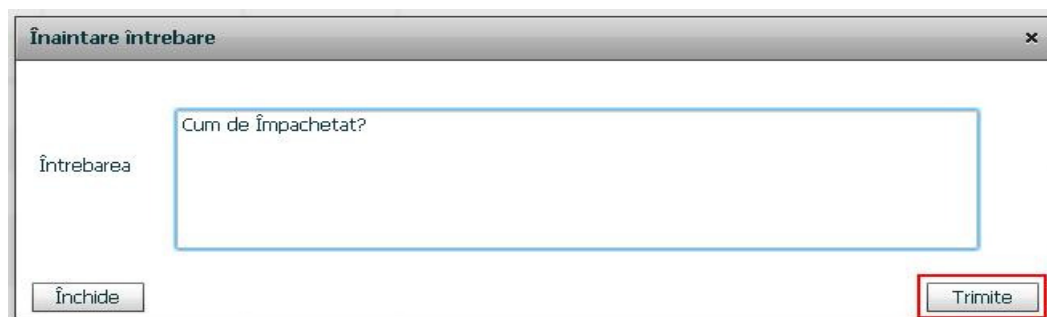 Înaintare întrebare
Cum de Împachetat?
Întrebarea
Închide
Trimite